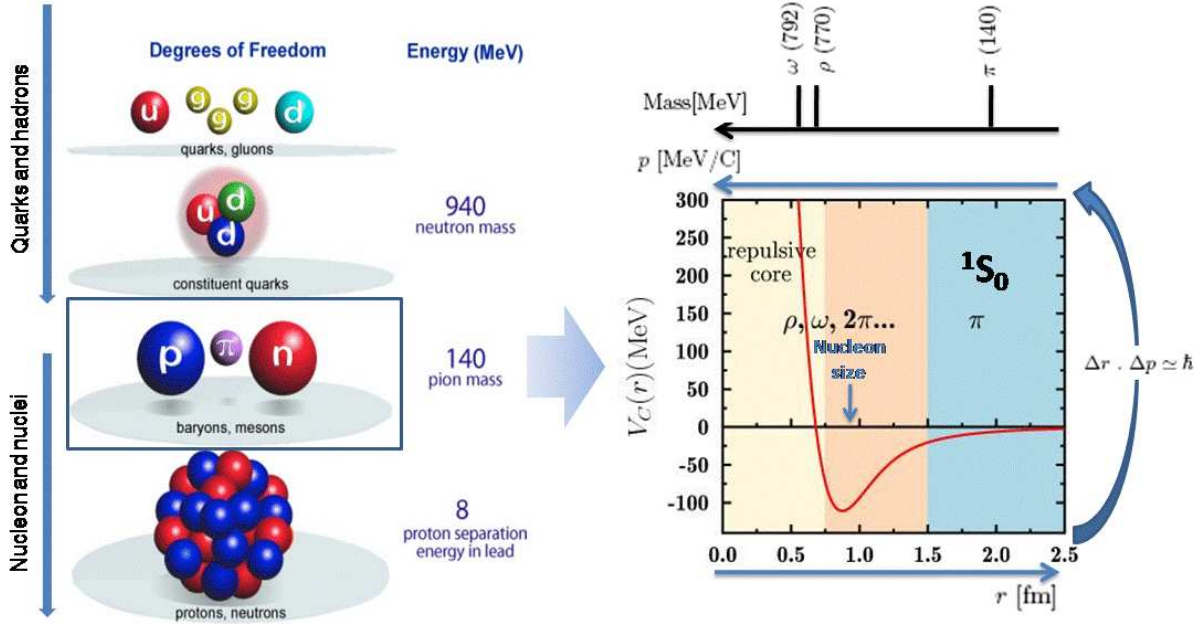 Quarks and hadrons
Nucleon and nuclei
Degrees of Freedom
Energy (MeV)
u g g g d
quarks, gluons
u d d
constituent quarks
940
neutron mass
p π n
baryons, mesons
140
pion mass
protons, neutrons
8
proton separation
energy in lead
ω (792)
ρ (770)
π (140)
Mass[MeV]
p [MeV/C]
300
250
200
150
100
50
0
-50
-100
V_C(r)(MeV)
repulsive
core
¹S₀
ρ, ω, 2π...
π
Nucleon
size
0.0 0.5 1.0 1.5 2.0 2.5
r [fm]
Δr . Δp ≃ ħ